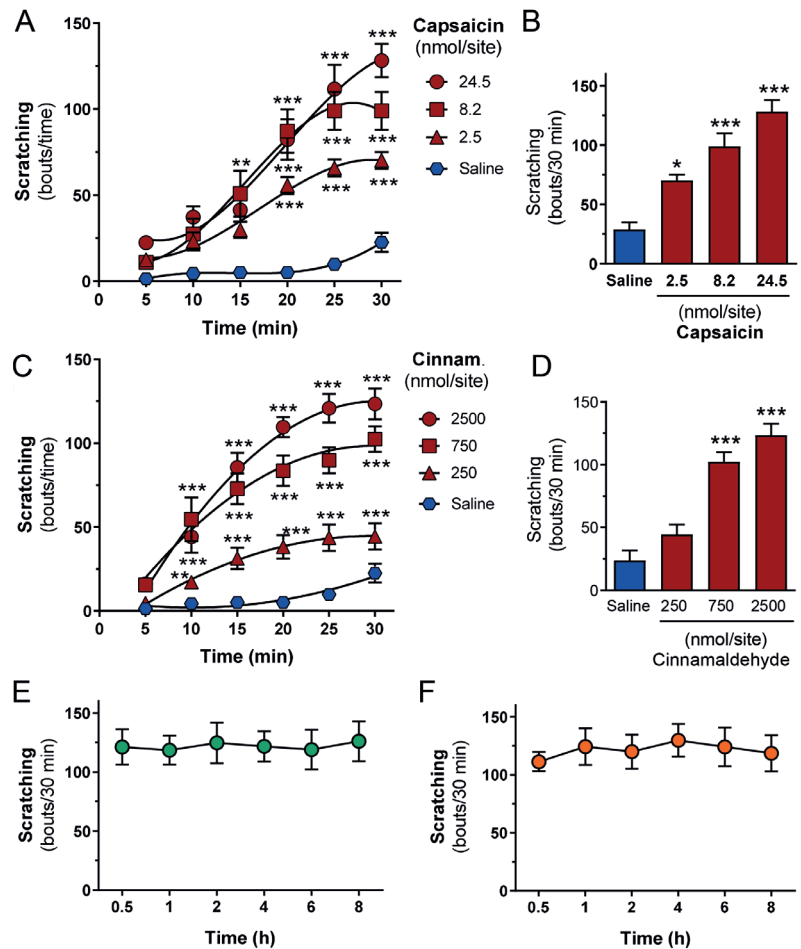 A
Capsaicin
(nmol/site)
24.5
8.2
2.5
Saline
150
100
50
0
Scratching
(bouts/time)
***
***
***
**
***
***
***
***
***
***
0
5
10
15
20
25
30
Time (min)
B
150
100
50
0
Scratching
(bouts/30 min)
*
***
***
Saline
2.5
8.2
24.5
(nmol/site)
Capsaicin
C
Cinnam.
(nmol/site)
2500
750
250
Saline
150
100
50
0
Scratching
(bouts/time)
***
***
***
***
***
***
***
***
***
***
**
***
***
***
***
0
5
10
15
20
25
30
Time (min)
D
150
100
50
0
Scratching
(bouts/30 min)
***
***
Saline
250
750
2500
(nmol/site)
Cinnamaldehyde
E
150
100
50
0
Scratching
(bouts/30 min)
0.5
1
2
4
6
8
Time (h)
F
150
100
50
0
Scratching
(bouts/30 min)
0.5
1
2
4
6
8
Time (h)